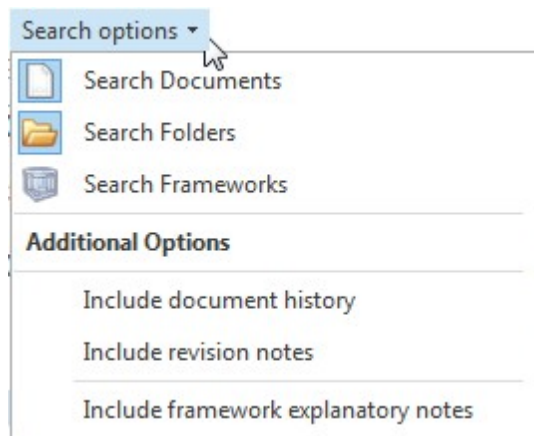 Search options
Search Documents
Search Folders
Search Frameworks
Additional Options
Include document history
Include revision notes
Include framework explanatory notes